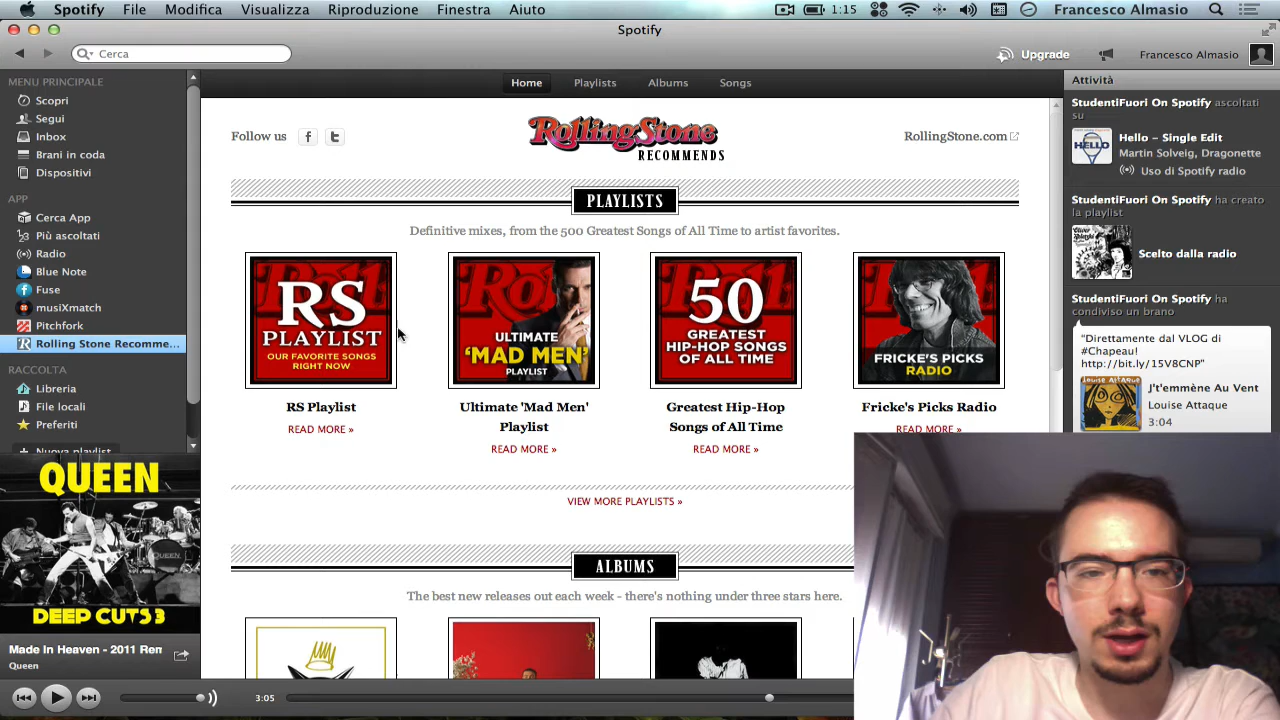 Spotify File Modifica Visualizza Riproduzione Finestra Aiuto 1:15 Francesco Almasio
Spotify
Cerca
Upgrade
Francesco Almasio
MENU PRINCIPALE
Scopri
Segui
Inbox
Brani in coda
Dispositivi
APP
Cerca App
Più ascoltati
Radio
Blue Note
Fuse
musiXmatch
Pitchfork
Rolling Stone Recomme...
RACCOLTA
Libreria
File locali
Preferiti
Nuova playlist
QUEEN
QUEEN
DEEP CUTS 3
Made In Heaven - 2011 Rem
Queen
3:05
Home Playlists Albums Songs
Follow us
RollingStone
RECOMMENDS
RollingStone.com
PLAYLISTS
Definitive mixes, from the 500 Greatest Songs of All Time to artist favorites.
RS
PLAYLIST
OUR FAVORITE SONGS
RIGHT NOW
RS Playlist
READ MORE »
ULTIMATE
'MAD MEN'
PLAYLIST
Ultimate 'Mad Men'
Playlist
READ MORE »
50
GREATEST
HIP-HOP SONGS
OF ALL TIME
Greatest Hip-Hop
Songs of All Time
READ MORE »
FRICKE'S PICKS
RADIO
Fricke's Picks Radio
READ MORE »
VIEW MORE PLAYLISTS »
ALBUMS
The best new releases out each week - there's nothing under three stars here.
Attività
StudentiFuori On Spotify ascoltati
su
HELLO
Hello – Single Edit
Martin Solveig, Dragonette
Uso di Spotify radio
StudentiFuori On Spotify ha creato
la playlist
Scelto dalla radio
StudentiFuori On Spotify ha
condiviso un brano
"Direttamente dal VLOG di
#Chapeau!
http://bit.ly/15V8CNP"
J't'emmène Au Vent
Louise Attaque
3:04